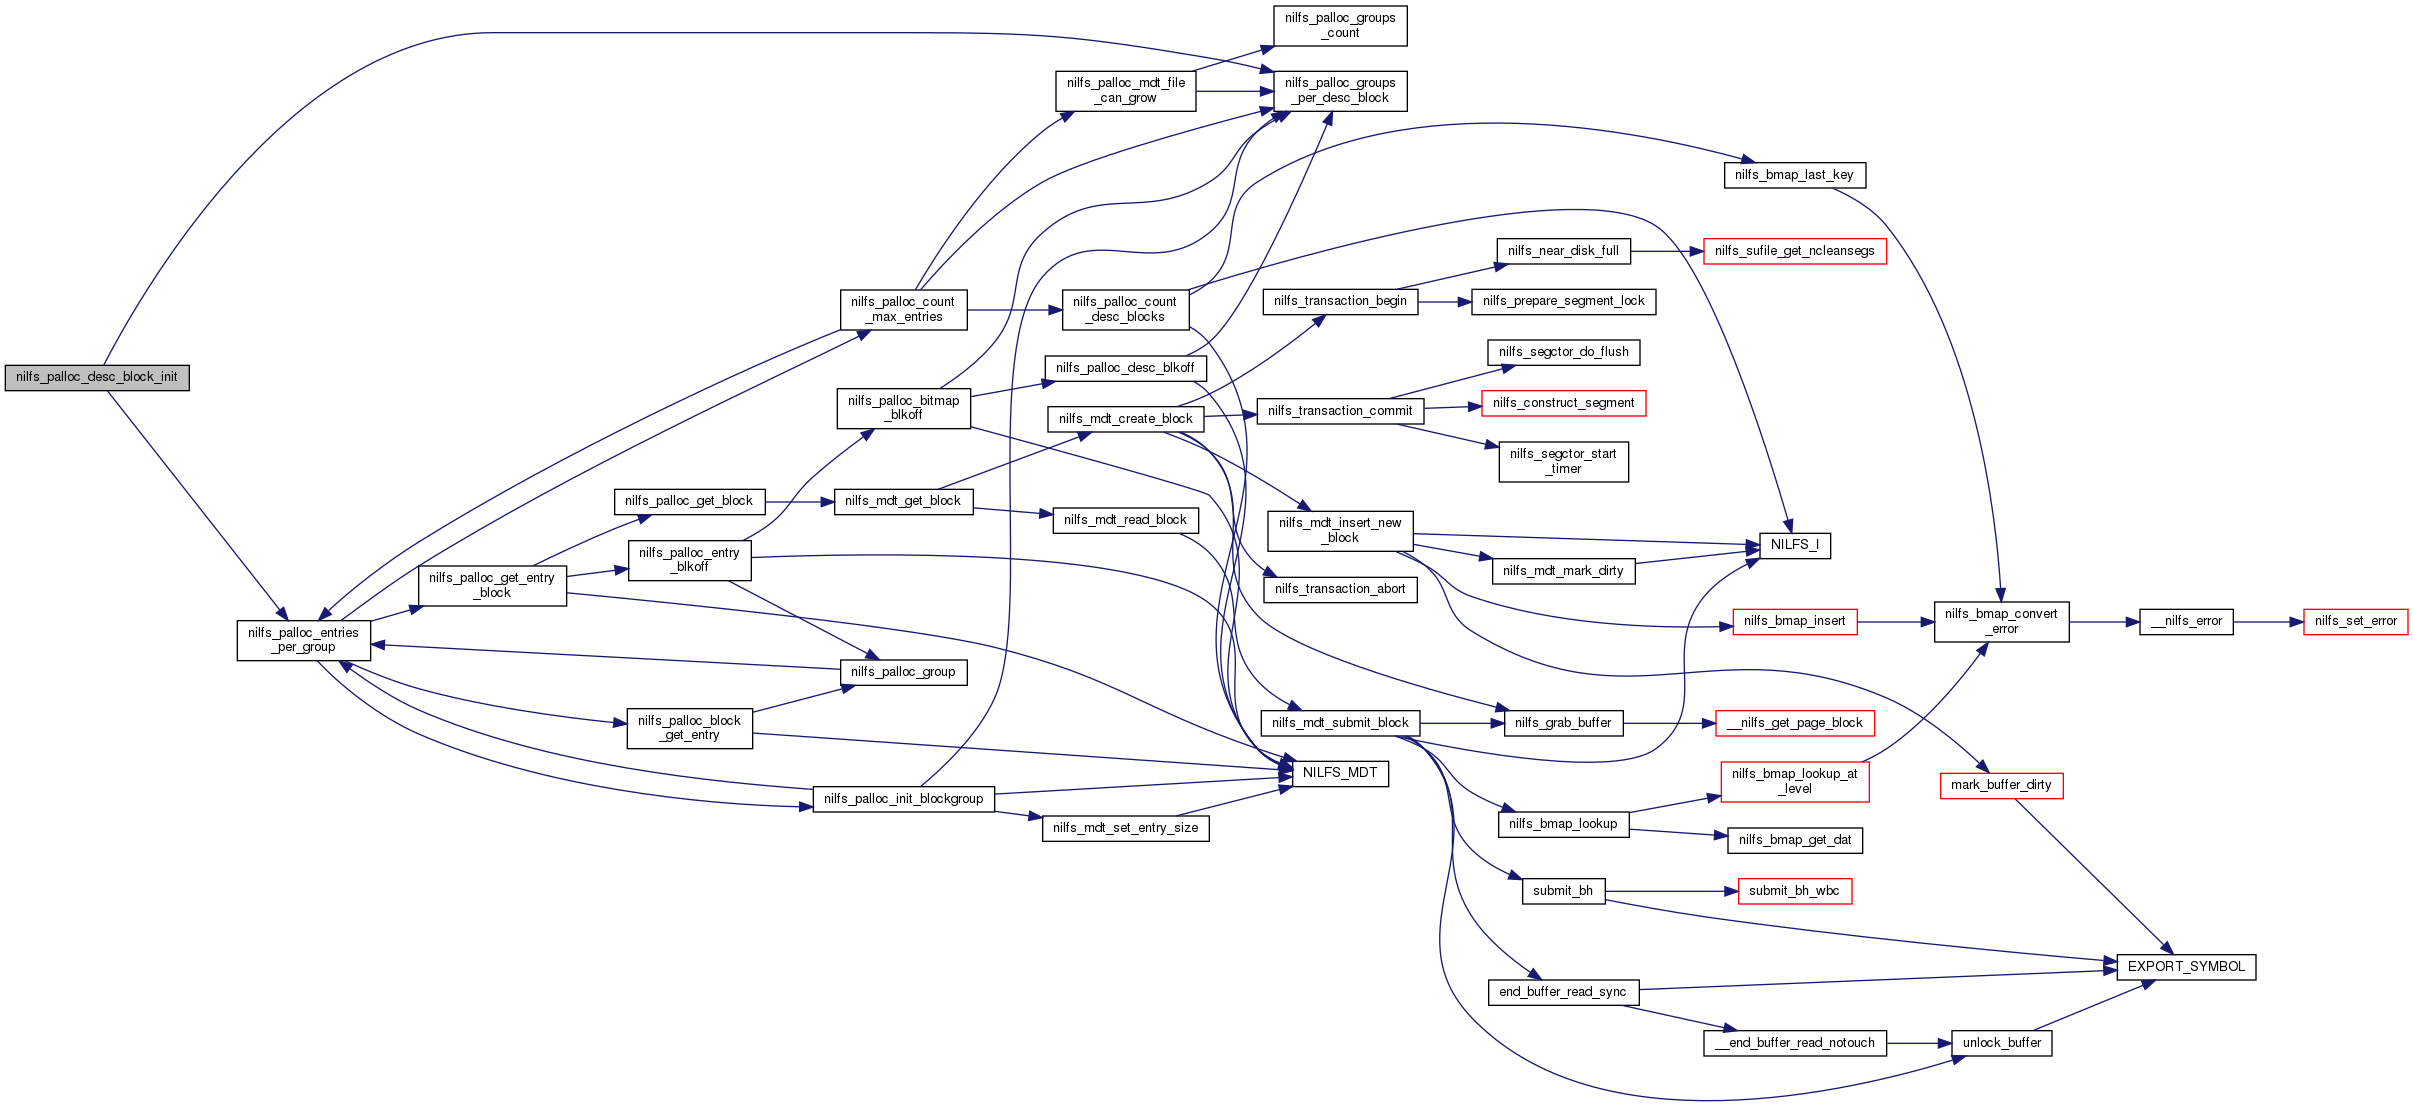 nilfs_palloc_desc_block_init
nilfs_palloc_entries
_per_group
nilfs_palloc_get_entry
_block
nilfs_palloc_get_block
nilfs_palloc_entry
_blkoff
nilfs_palloc_block
_get_entry
nilfs_palloc_count
_max_entries
nilfs_palloc_bitmap
_blkoff
nilfs_mdt_get_block
nilfs_palloc_group
nilfs_palloc_init_blockgroup
nilfs_palloc_mdt_file
_can_grow
nilfs_palloc_count
_desc_blocks
nilfs_palloc_desc_blkoff
nilfs_mdt_create_block
nilfs_mdt_read_block
nilfs_mdt_set_entry_size
nilfs_palloc_groups
_count
nilfs_palloc_groups
_per_desc_block
nilfs_transaction_begin
nilfs_transaction_commit
nilfs_mdt_insert_new
_block
nilfs_transaction_abort
nilfs_mdt_submit_block
NILFS_MDT
nilfs_near_disk_full
nilfs_prepare_segment_lock
nilfs_segctor_do_flush
nilfs_construct_segment
nilfs_segctor_start
_timer
nilfs_mdt_mark_dirty
nilfs_grab_buffer
nilfs_bmap_lookup
submit_bh
end_buffer_read_sync
nilfs_bmap_last_key
nilfs_sufile_get_ncleansegs
NILFS_I
nilfs_bmap_insert
__nilfs_get_page_block
nilfs_bmap_lookup_at
_level
nilfs_bmap_get_dat
submit_bh_wbc
__end_buffer_read_notouch
nilfs_bmap_convert
_error
mark_buffer_dirty
unlock_buffer
__nilfs_error
EXPORT_SYMBOL
nilfs_set_error